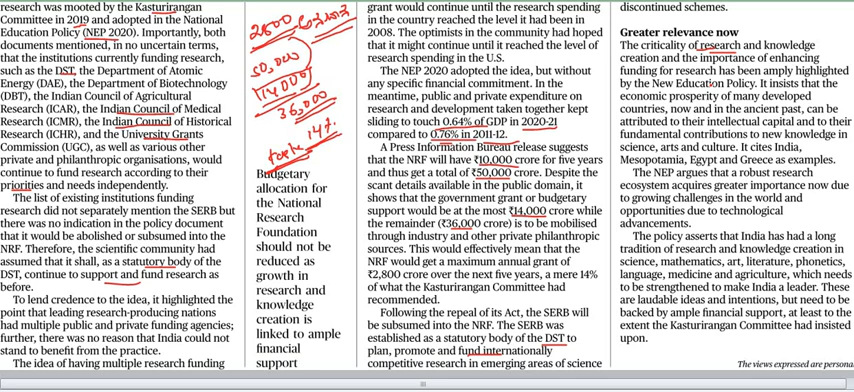 research was mooted by the Kasturirangan
Committee in 2019 and adopted in the National
Education Policy (NEP 2020). Importantly, both
documents mentioned, in no uncertain terms,
that the institutions currently funding research,
such as the DST, the Department of Atomic
Energy (DAE), the Department of Biotechnology
(DBT), the Indian Council of Agricultural
Research (ICAR), the Indian Council of Medical
Research (ICMR), the Indian Council of Historical
Research (ICHR), and the University Grants
Commission (UGC), as well as various other
private and philanthropic organisations, would
continue to fund research according to their
priorities and needs independently.
The list of existing institutions funding
research did not separately mention the SERB but
there was no indication in the policy document
that it would be abolished or subsumed into the
NRF. Therefore, the scientific community had
assumed that it shall, as a statutory body of the
DST, continue to support and fund research as
before.
To lend credence to the idea, it highlighted the
point that leading research-producing nations
had multiple public and private funding agencies;
further, there was no reason that India could not
stand to benefit from the practice.
The idea of having multiple research funding
2800
50,000
14000
36,000
14%
Budgetary
allocation for
the National
Research
Foundation
should not be
reduced as
growth in
research and
knowledge
creation is
linked to ample
financial
support
grant would continue until the research spending
in the country reached the level it had been in
2008. The optimists in the community had hoped
that it might continue until it reached the level of
research spending in the U.S.
The NEP 2020 adopted the idea, but without
any specific financial commitment. In the
meantime, public and private expenditure on
research and development taken together kept
sliding to touch 0.64% of GDP in 2020-21
compared to 0.76% in 2011-12.
A Press Information Bureau release suggests
that the NRF will have ₹10,000 crore for five years
and thus get a total of ₹50,000 crore. Despite the
scant details available in the public domain, it
shows that the government grant or budgetary
support would be at the most ₹14,000 crore while
the remainder (₹36,000 crore) is to be mobilised
through industry and other private philanthropic
sources. This would effectively mean that the
NRF would get a maximum annual grant of
₹2,800 crore over the next five years, a mere 14%
of what the Kasturirangan Committee had
recommended.
Following the repeal of its Act, the SERB will
be subsumed into the NRF. The SERB was
established as a statutory body of the DST to
plan, promote and fund internationally
competitive research in emerging areas of science
discontinued schemes.
Greater relevance now
The criticality of research and knowledge
creation and the importance of enhancing
funding for research has been amply highlighted
by the New Education Policy. It insists that the
economic prosperity of many developed
countries, now and in the ancient past, can be
attributed to their intellectual capital and to their
fundamental contributions to new knowledge in
science, arts and culture. It cites India,
Mesopotamia, Egypt and Greece as examples.
The NEP argues that a robust research
ecosystem acquires greater importance now due
to growing challenges in the world and
opportunities due to technological
advancements.
The policy asserts that India has had a long
tradition of research and knowledge creation in
science, mathematics, art, literature, phonetics,
language, medicine and agriculture, which needs
to be strengthened to make India a leader. These
are laudable ideas and intentions, but need to be
backed by ample financial support, at least to the
extent the Kasturirangan Committee had insisted
upon.
The views expressed are persona